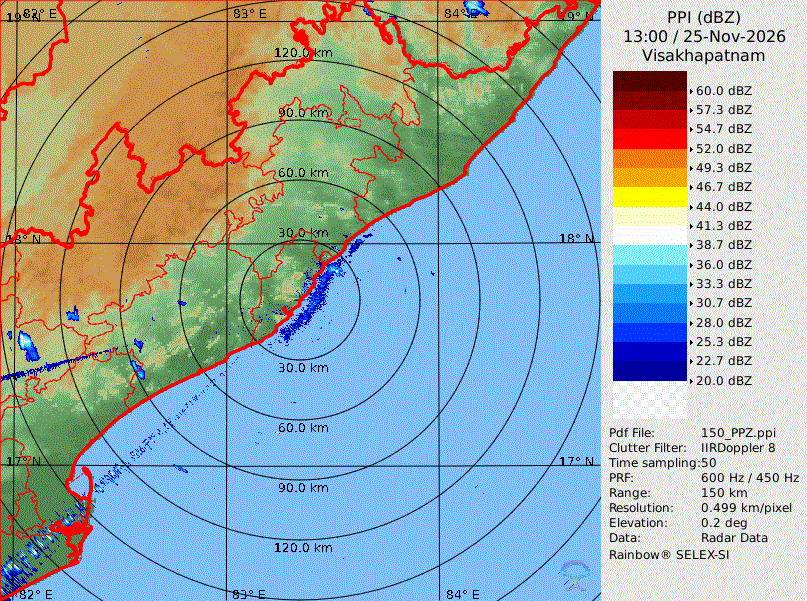 19° N
82° E
83° E
84° E
19° N
PPI (dBZ)
13:00 / 25-Nov-2026
Visakhapatnam
120.0 km
90.0 km
60.0 km
30.0 km
18° N
18° N
30.0 km
60.0 km
17° N
17° N
90.0 km
120.0 km
82° E
83° E
84° E
60.0 dBZ
57.3 dBZ
54.7 dBZ
52.0 dBZ
49.3 dBZ
46.7 dBZ
44.0 dBZ
41.3 dBZ
38.7 dBZ
36.0 dBZ
33.3 dBZ
30.7 dBZ
28.0 dBZ
25.3 dBZ
22.7 dBZ
20.0 dBZ
Pdf File: 150_PPZ.ppi
Clutter Filter: IIRDoppler 8
Time sampling:50
PRF: 600 Hz / 450 Hz
Range: 150 km
Resolution: 0.499 km/pixel
Elevation: 0.2 deg
Data: Radar Data
Rainbow® SELEX-SI